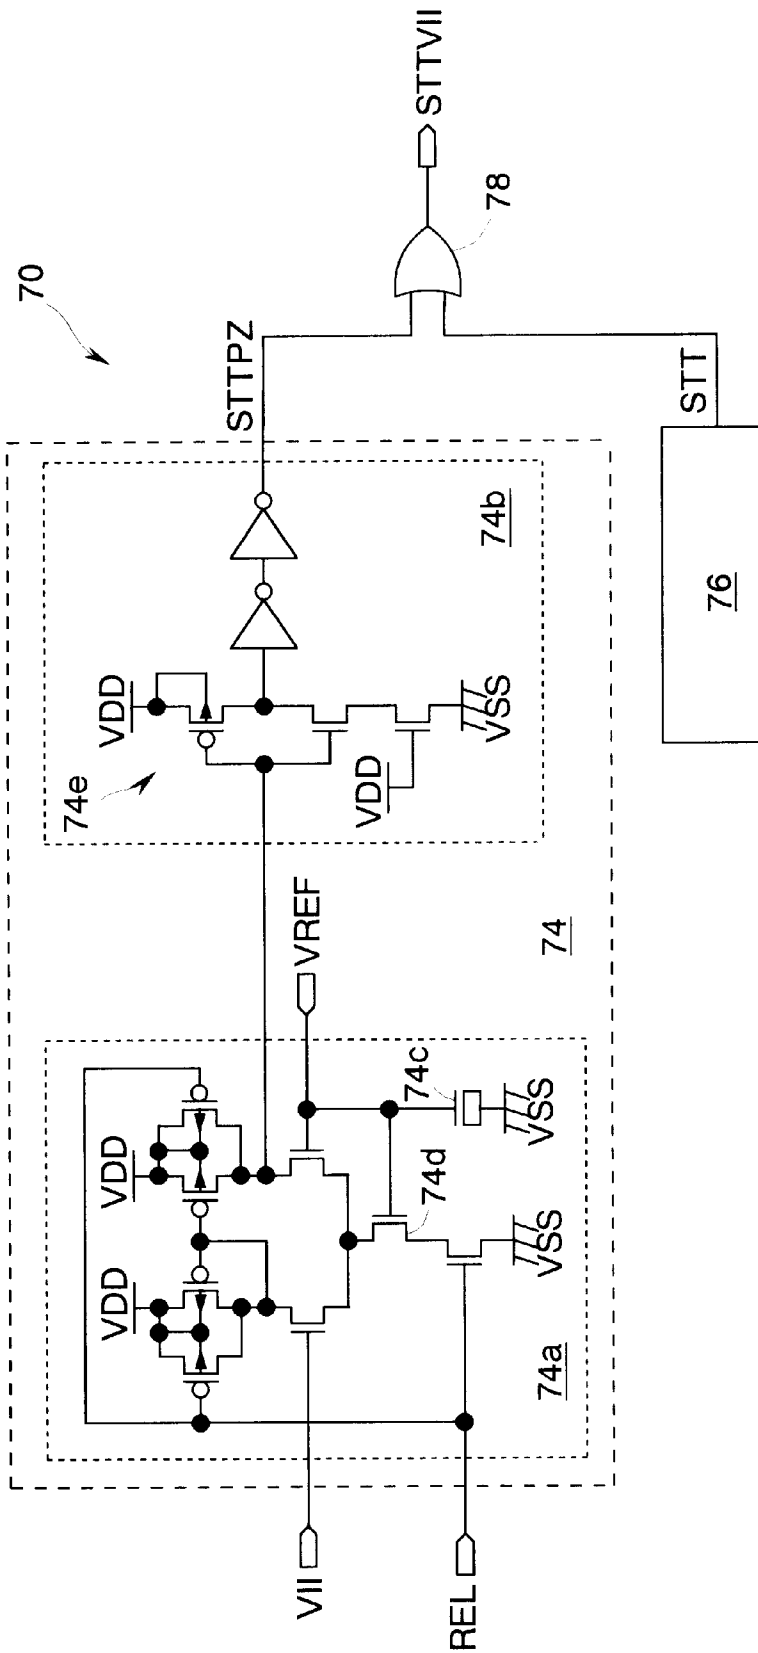 70
STTPZ
STTVII
78
STT
76
74
74b
74e
VDD
VDD
VSS
VREF
74a
VDD
VDD
74c
74d
VSS
VSS
VII
REL